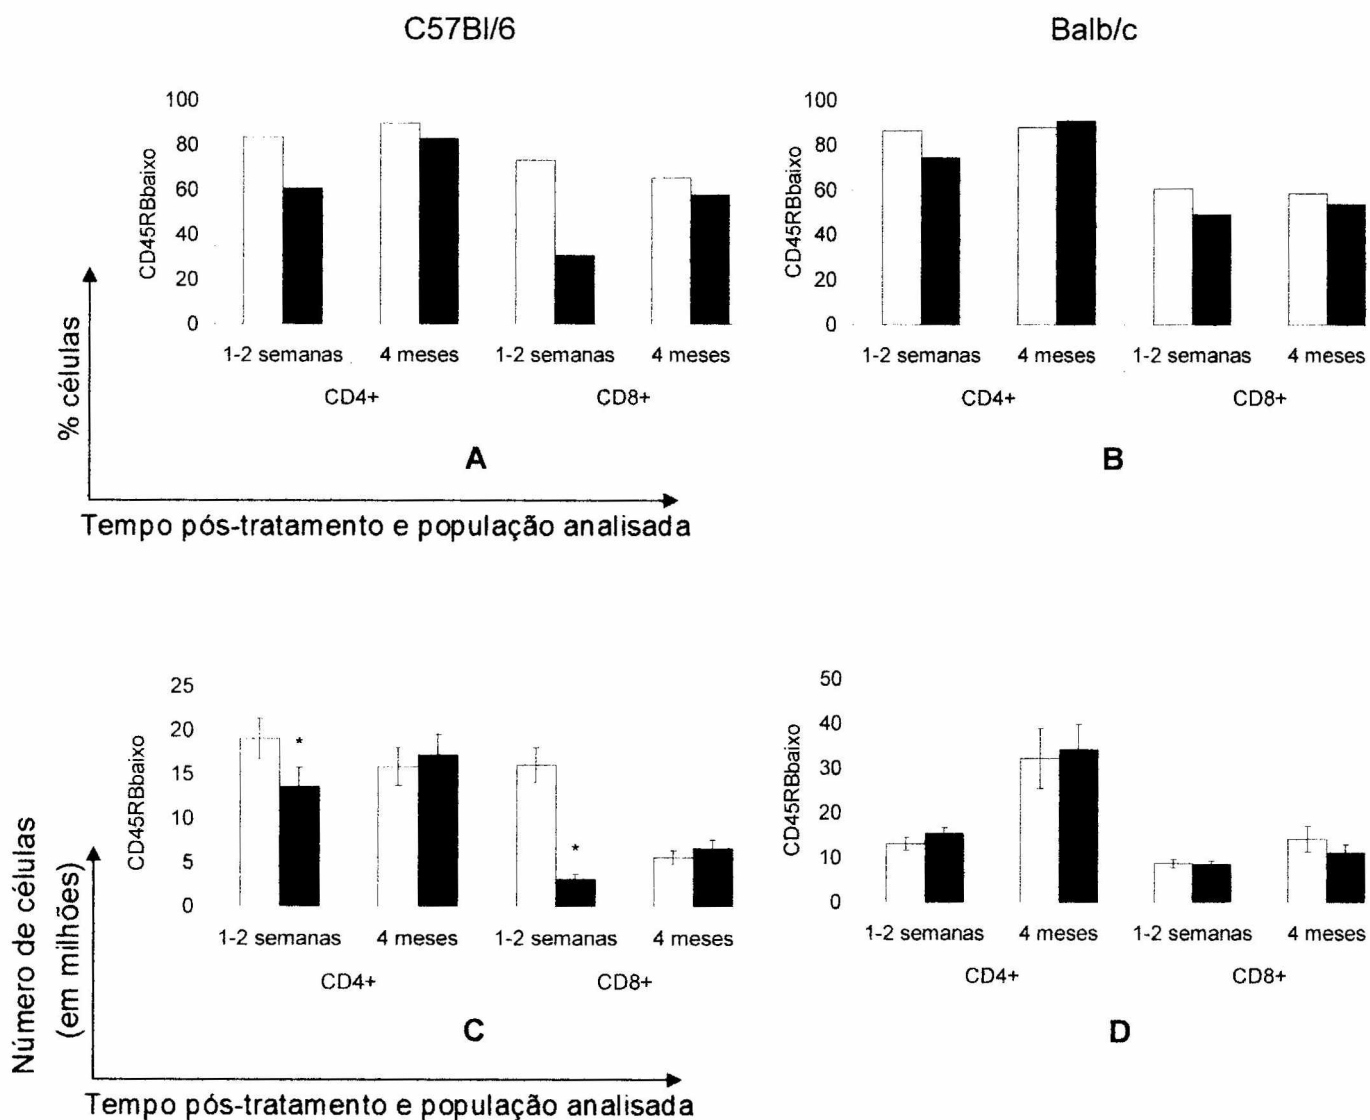 C57Bl/6
Balb/c
CD45RBbaixo
100
80
60
40
20
0
1-2 semanas 4 meses 1-2 semanas 4 meses
CD4+ CD8+
A
CD45RBbaixo
100
80
60
40
20
0
1-2 semanas 4 meses 1-2 semanas 4 meses
CD4+ CD8+
B
% células
Tempo pós-tratamento e população analisada
CD45RBbaixo
25
20
15
10
5
0
*
*
1-2 semanas 4 meses 1-2 semanas 4 meses
CD4+ CD8+
C
CD45RBbaixo
50
40
30
20
10
0
1-2 semanas 4 meses 1-2 semanas 4 meses
CD4+ CD8+
D
Número de células
(em milhões)
Tempo pós-tratamento e população analisada